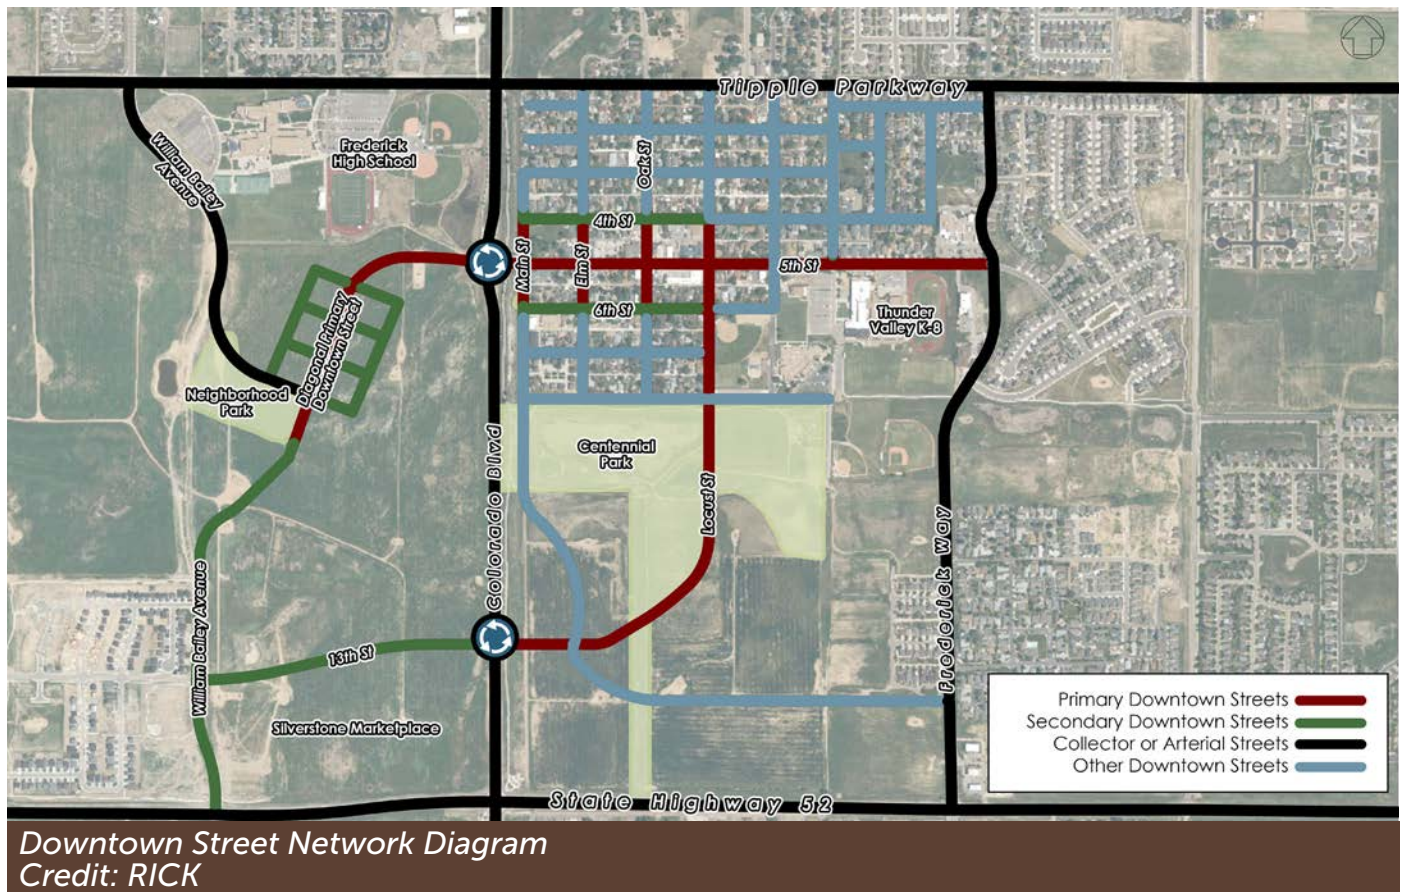 Tipple Parkway
William Bailey
Avenue
Frederick
High School
Oak St
4th St
Main St
Elm St
5th St
6th St
Diagonal Primary
Downtown Street
Thunder
Valley K-8
Neighborhood
Park
Centennial
Park
Colorado Blvd
Locust St
Frederick Way
William Bailey Avenue
13th St
Silverstone Marketplace
Primary Downtown Streets
Secondary Downtown Streets
Collector or Arterial Streets
Other Downtown Streets
State Highway 52
Downtown Street Network Diagram
Credit: RICK